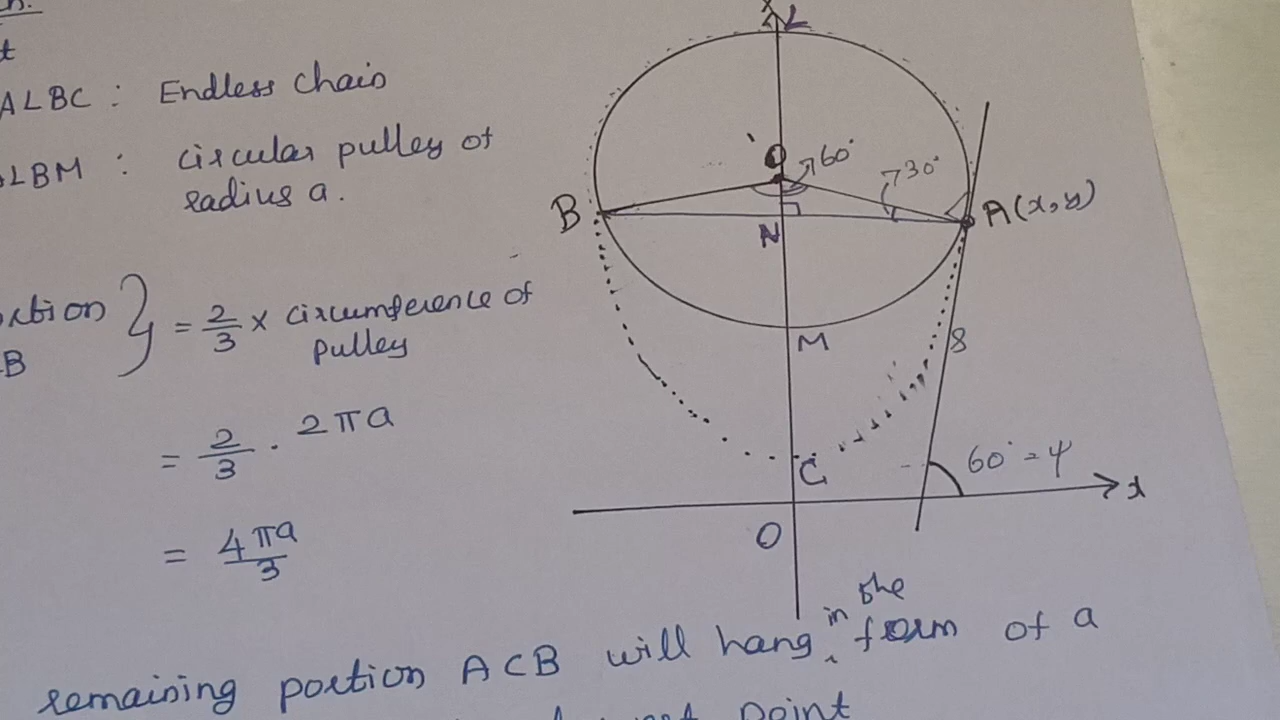 t
ALBC : Endless chain
LBM : circular pulley of
radius a.
B
= 2/3 × circumference of
pulley
= 2/3 . 2πa
= 4πa/3
L
O
60°
30°
B
A(x,y)
N
M
s
C
60° = ψ
x
O
in the
remaining portion ACB will hang form of a
point